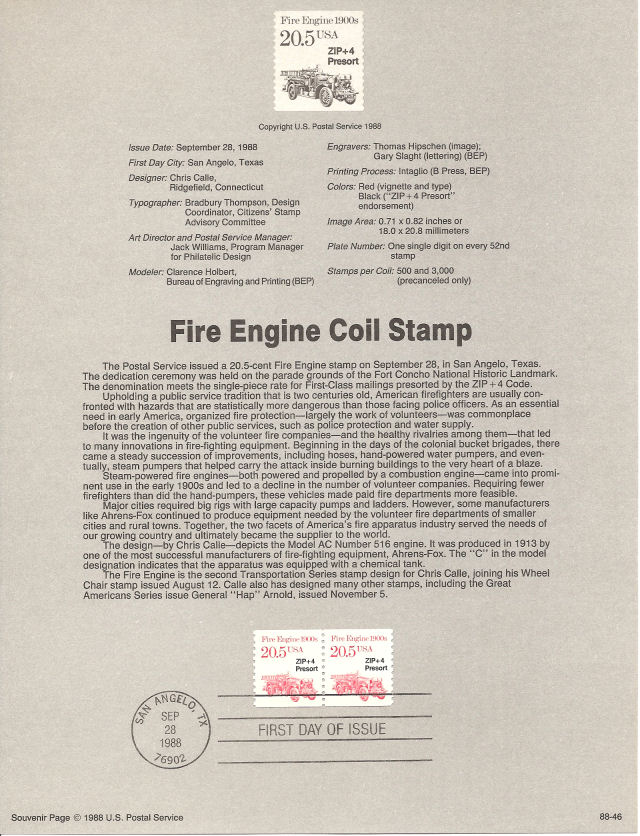 Fire Engine 1900s
20.5 USA
ZIP+4
Presort
Copyright U.S. Postal Service 1988
Issue Date: September 28, 1988
First Day City: San Angelo, Texas
Designer: Chris Calle,
Ridgefield, Connecticut
Typographer: Bradbury Thompson, Design
Coordinator, Citizens' Stamp
Advisory Committee
Art Director and Postal Service Manager:
Jack Williams, Program Manager
for Philatelic Design
Modeler: Clarence Holbert,
Bureau of Engraving and Printing (BEP)
Engravers: Thomas Hipschen (image);
Gary Slaght (lettering) (BEP)
Printing Process: Intaglio (B Press, BEP)
Colors: Red (vignette and type)
Black ("ZIP + 4 Presort"
endorsement)
Image Area: 0.71 x 0.82 inches or
18.0 x 20.8 millimeters
Plate Number: One single digit on every 52nd
stamp
Stamps per Coil: 500 and 3,000
(precanceled only)
Fire Engine Coil Stamp
The Postal Service issued a 20.5-cent Fire Engine stamp on September 28, in San Angelo, Texas.
The dedication ceremony was held on the parade grounds of the Fort Concho National Historic Landmark.
The denomination meets the single-piece rate for First-Class mailings presorted by the ZIP + 4 Code.
Upholding a public service tradition that is two centuries old, American firefighters are usually con-
fronted with hazards that are statistically more dangerous than those facing police officers. As an essential
need in early America, organized fire protection—largely the work of volunteers—was commonplace
before the creation of other public services, such as police protection and water supply.
It was the ingenuity of the volunteer fire companies—and the healthy rivalries among them—that led
to many innovations in fire-fighting equipment. Beginning in the days of the colonial bucket brigades, there
came a steady succession of improvements, including hoses, hand-powered water pumpers, and even-
tually, steam pumpers that helped carry the attack inside burning buildings to the very heart of a blaze.
Steam-powered fire engines—both powered and propelled by a combustion engine—came into promi-
nent use in the early 1900s and led to a decline in the number of volunteer companies. Requiring fewer
firefighters than did the hand-pumpers, these vehicles made paid fire departments more feasible.
Major cities required big rigs with large capacity pumps and ladders. However, some manufacturers
like Ahrens-Fox continued to produce equipment needed by the volunteer fire departments of smaller
cities and rural towns. Together, the two facets of America's fire apparatus industry served the needs of
our growing country and ultimately became the supplier to the world.
The design—by Chris Calle—depicts the Model AC Number 516 engine. It was produced in 1913 by
one of the most successful manufacturers of fire-fighting equipment, Ahrens-Fox. The "C" in the model
designation indicates that the apparatus was equipped with a chemical tank.
The Fire Engine is the second Transportation Series stamp design for Chris Calle, joining his Wheel
Chair stamp issued August 12. Calle also has designed many other stamps, including the Great
Americans Series issue General "Hap" Arnold, issued November 5.
Fire Engine 1900s
20.5 USA
ZIP+4
Presort
Fire Engine 1900s
20.5 USA
ZIP+4
Presort
SAN ANGELO, TX
SEP
28
1988
76902
FIRST DAY OF ISSUE
Souvenir Page © 1988 U.S. Postal Service
88-46